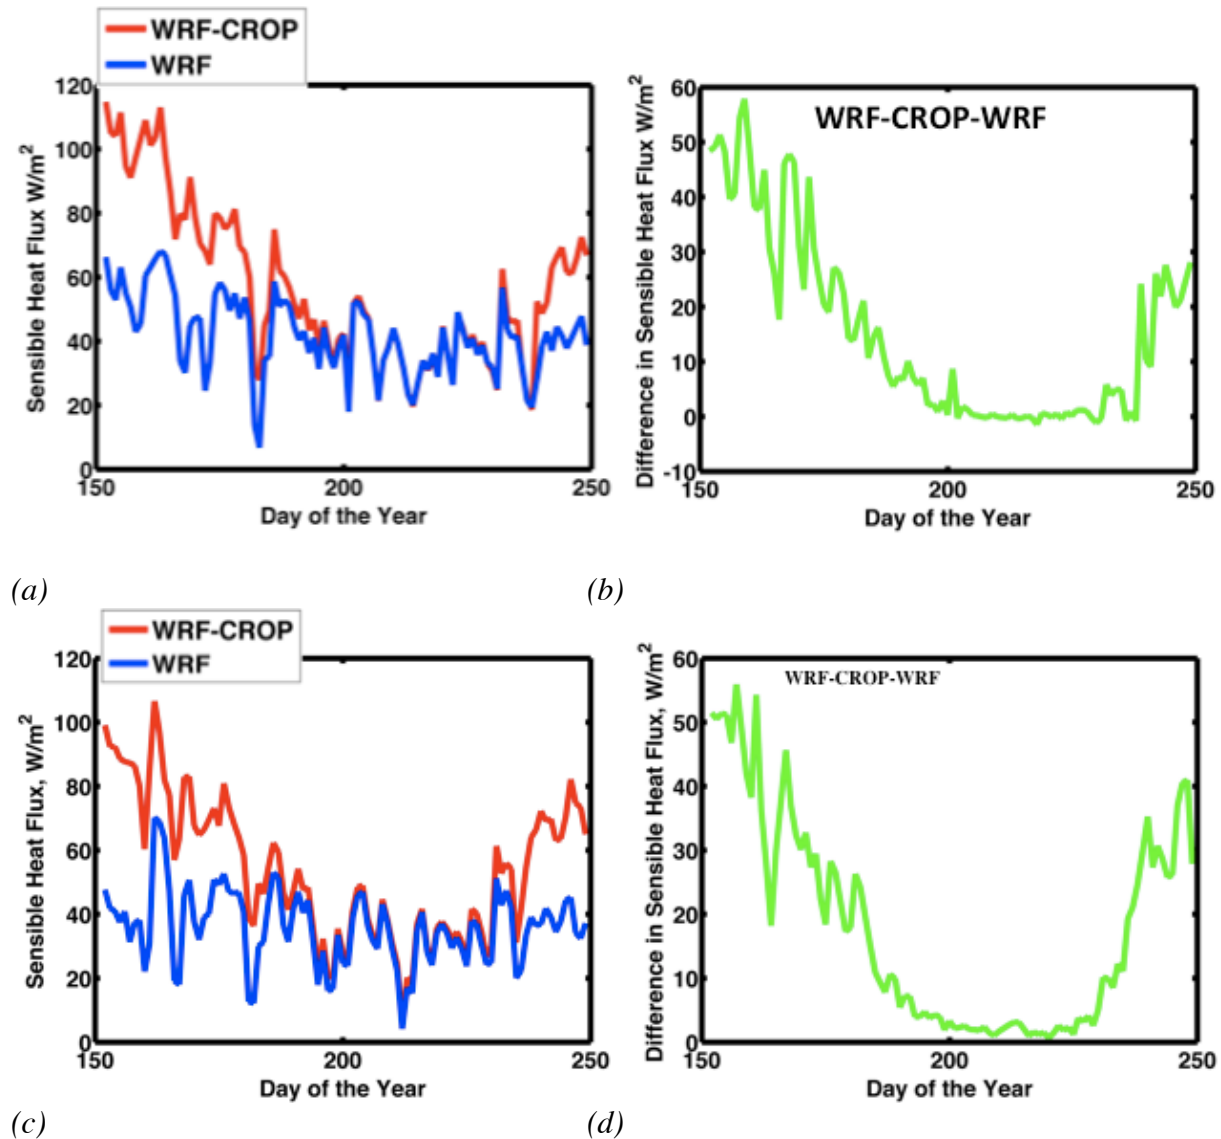 WRF-CROP
WRF
120
100
80
60
40
20
0
150
200
250
Sensible Heat Flux W/m²
Day of the Year
WRF-CROP-WRF
60
50
40
30
20
10
0
-10
150
200
250
Difference in Sensible Heat Flux W/m²
Day of the Year
(a)
(b)
WRF-CROP
WRF
120
100
80
60
40
20
0
150
200
250
Sensible Heat Flux, W/m²
Day of the Year
WRF-CROP-WRF
60
50
40
30
20
10
0
150
200
250
Difference in Sensible Heat Flux, W/m²
Day of the Year
(c)
(d)